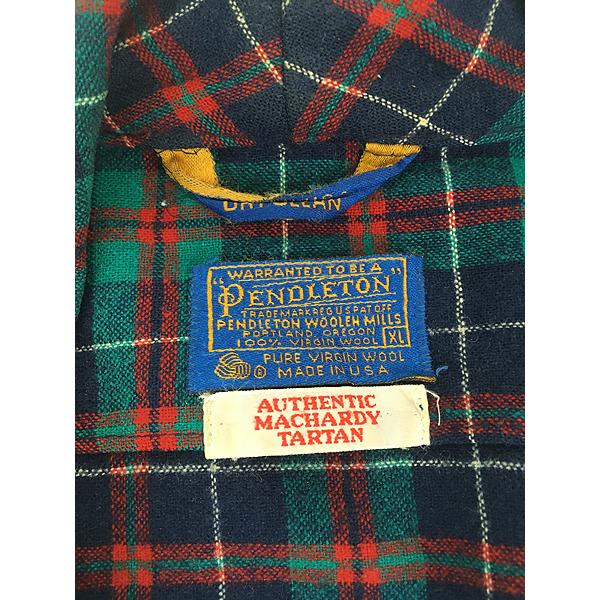 DRY CLEAN
"WARRANTED TO BE A"
PENDLETON
TRADEMARK REG U S PAT OFF
PENDLETON WOOLEN MILLS
PORTLAND, OREGON
100% VIRGIN WOOL XL
PURE VIRGIN WOOL
® MADE IN U S A
AUTHENTIC
MACHARDY
TARTAN